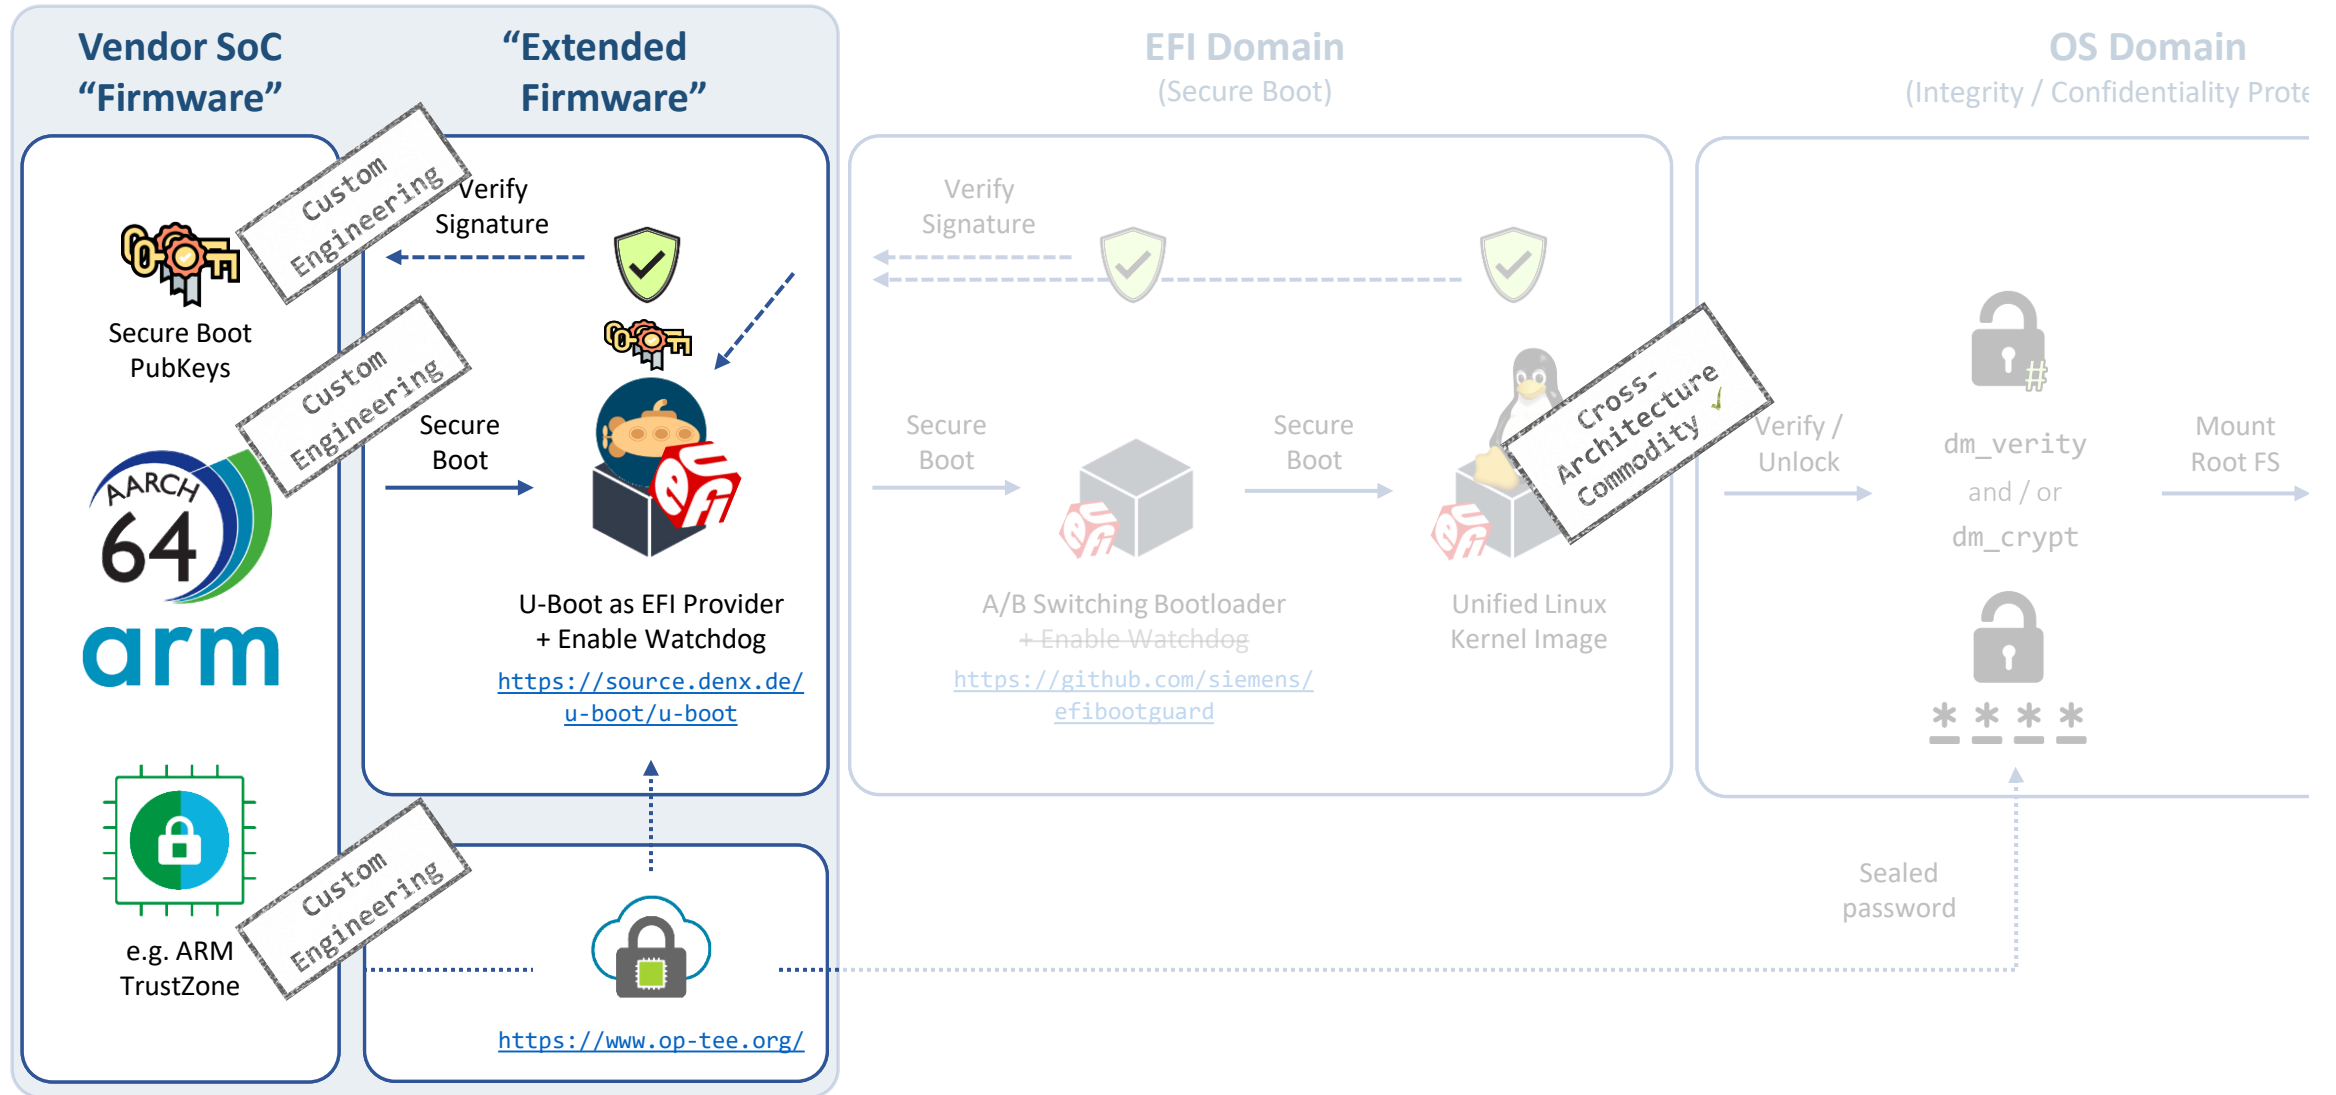 Vendor SoC
“Firmware”
“Extended
Firmware”
EFI Domain
(Secure Boot)
OS Domain
(Integrity / Confidentiality Prote
Custom
Engineering
Secure Boot
PubKeys
Verify
Signature
Custom
Engineering
AARCH
64
arm
Secure
Boot
U-Boot as EFI Provider
+ Enable Watchdog
https://source.denx.de/
u-boot/u-boot
Custom
Engineering
e.g. ARM
TrustZone
https://www.op-tee.org/
Verify
Signature
Secure
Boot
A/B Switching Bootloader
+ Enable Watchdog
https://github.com/siemens/
efibootguard
Secure
Boot
Unified Linux
Kernel Image
Cross-
Architecture
Commodity ✓
Verify /
Unlock
#
dm_verity
and / or
dm_crypt
* * * *
Mount
Root FS
Sealed
password